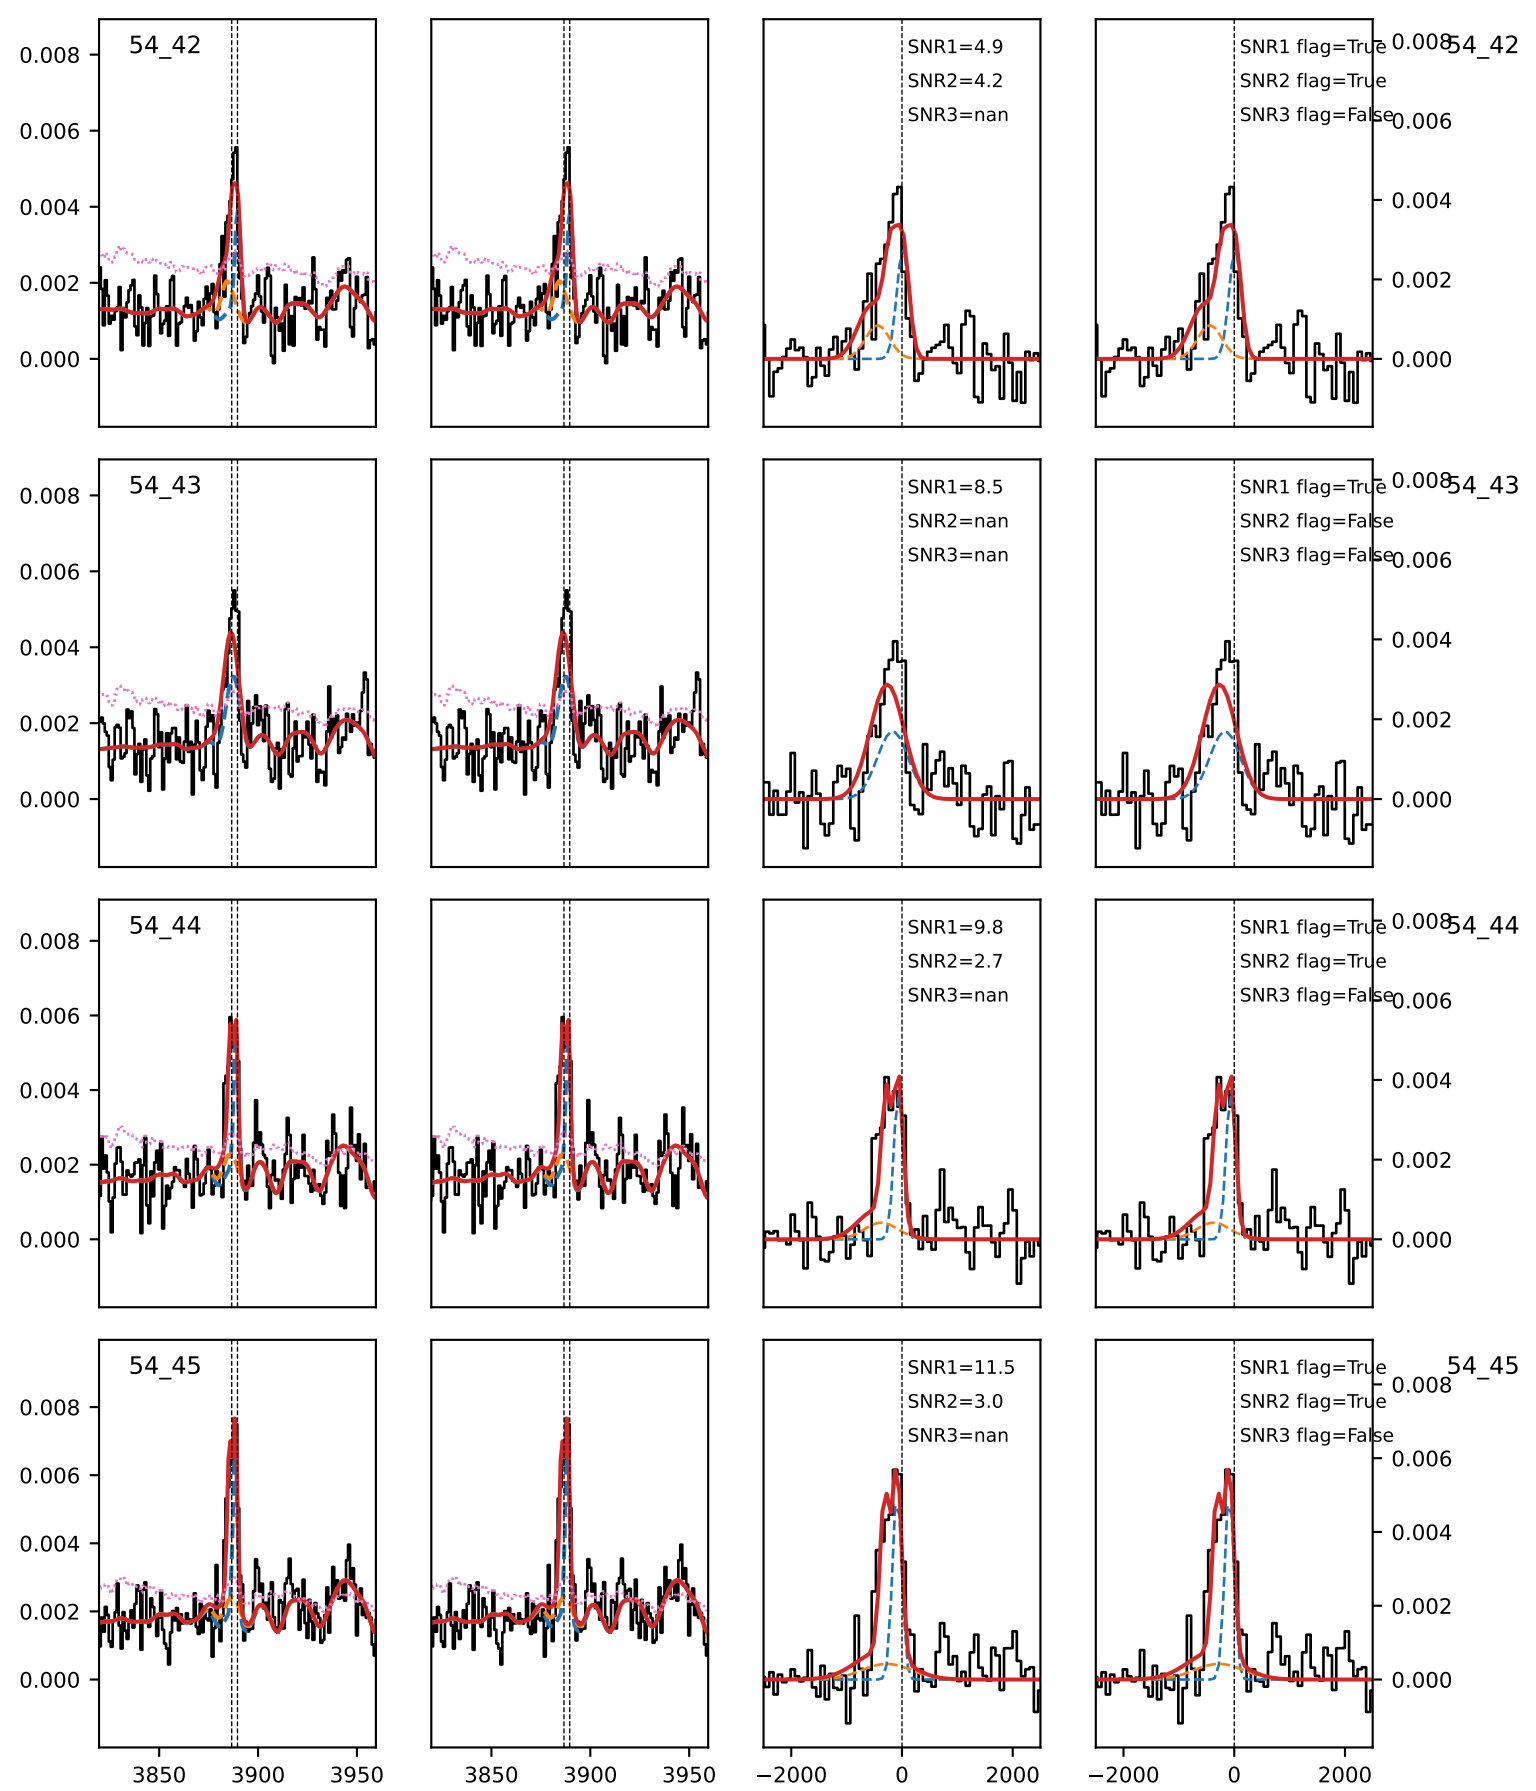 54_42
0.008
0.006
0.004
0.002
0.000
SNR1=4.9
SNR2=4.2
SNR3=nan
SNR1 flag=True
SNR2 flag=True
SNR3 flag=False
0.008
0.006
0.004
0.002
0.000
54_42
54_43
0.008
0.006
0.004
0.002
0.000
SNR1=8.5
SNR2=nan
SNR3=nan
SNR1 flag=True
SNR2 flag=False
SNR3 flag=False
0.008
0.006
0.004
0.002
0.000
54_43
54_44
0.008
0.006
0.004
0.002
0.000
SNR1=9.8
SNR2=2.7
SNR3=nan
SNR1 flag=True
SNR2 flag=True
SNR3 flag=False
0.008
0.006
0.004
0.002
0.000
54_44
54_45
0.008
0.006
0.004
0.002
0.000
SNR1=11.5
SNR2=3.0
SNR3=nan
SNR1 flag=True
SNR2 flag=True
SNR3 flag=False
0.008
0.006
0.004
0.002
0.000
54_45
3850 3900 3950 3850 3900 3950 −2000 0 2000 −2000 0 2000